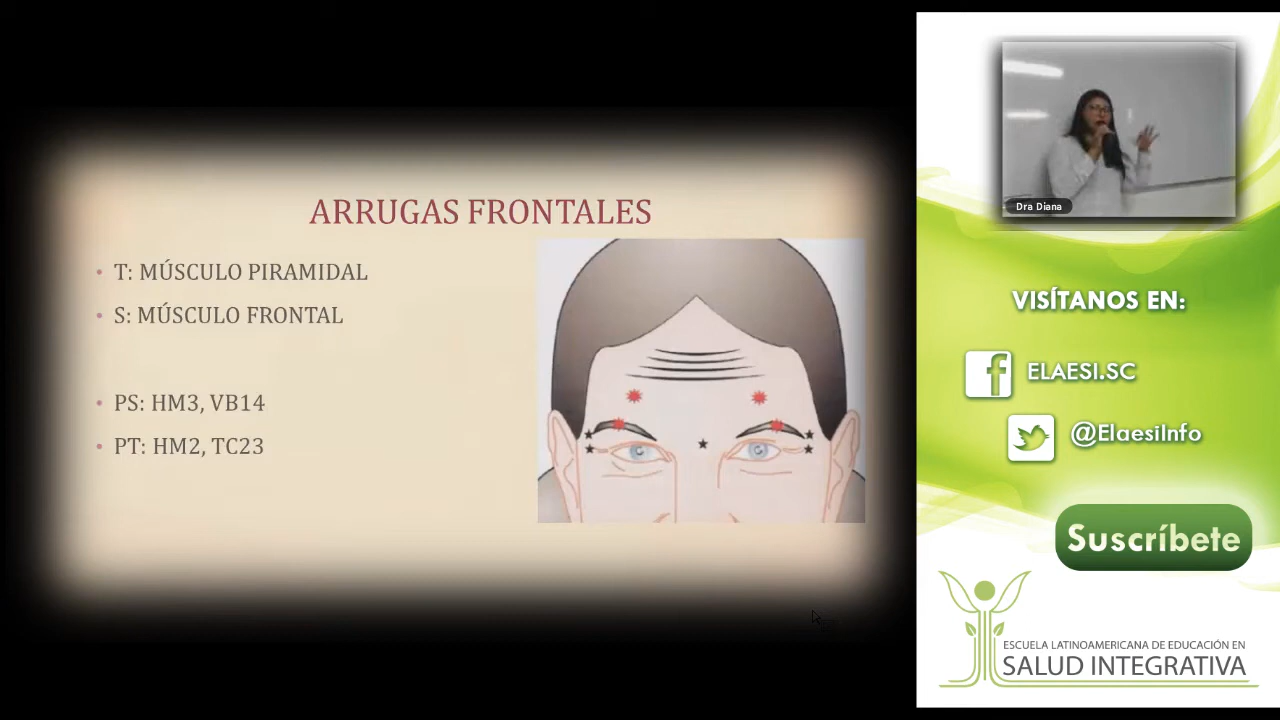 ARRUGAS FRONTALES
• T: MÚSCULO PIRAMIDAL
• S: MÚSCULO FRONTAL
• PS: HM3, VB14
• PT: HM2, TC23
Dra Diana
VISÍTANOS EN:
ELAESI.SC
@ElaesiInfo
Suscríbete
ESCUELA LATINOAMERICANA DE EDUCACIÓN EN
SALUD INTEGRATIVA